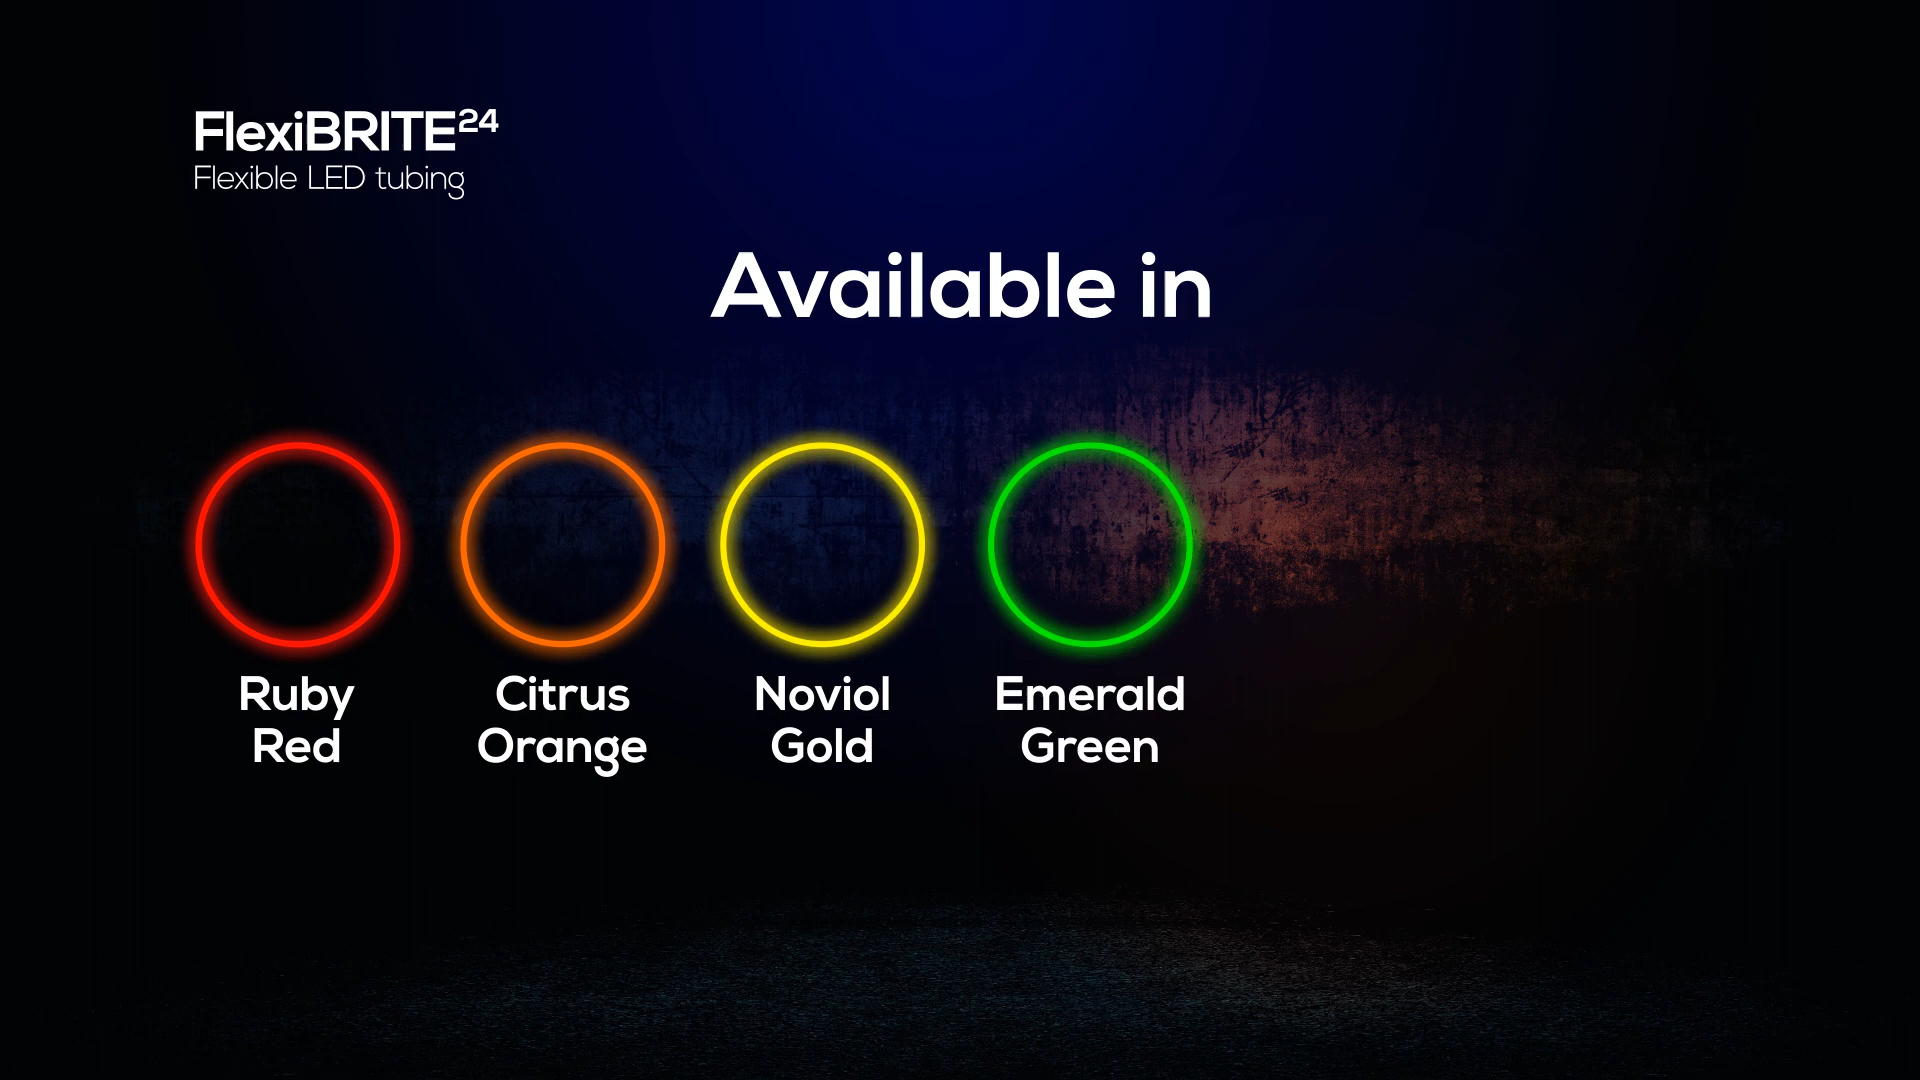 FlexiBRITE²⁴
Flexible LED tubing
Available in
Ruby
Red
Citrus
Orange
Noviol
Gold
Emerald
Green